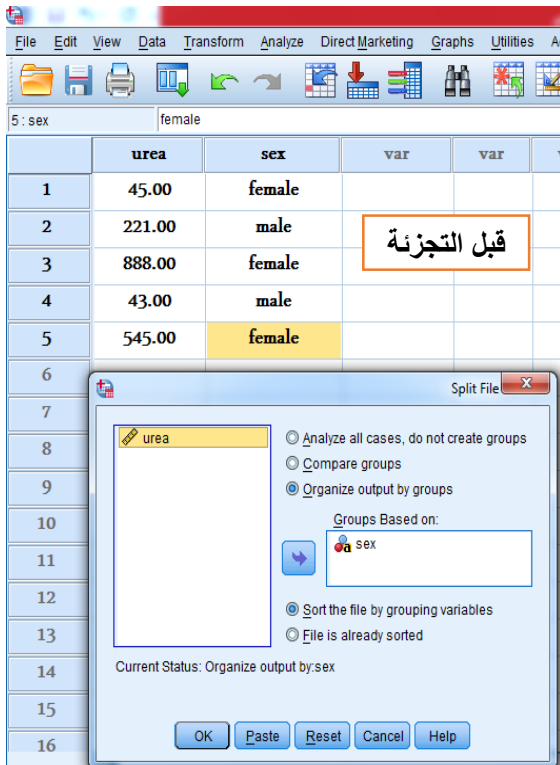 File Edit View Data Transform Analyze Direct Marketing Graphs Utilities
5 : sex female
urea sex var var
1 45.00 female
2 221.00 male
قبل التجزئة
3 888.00 female
4 43.00 male
5 545.00 female
6
Split File
7
urea
Analyze all cases, do not create groups
8
Compare groups
9
Organize output by groups
10
Groups Based on:
sex
11
12
Sort the file by grouping variables
13
File is already sorted
14
Current Status: Organize output by:sex
15
16
OK Paste Reset Cancel Help